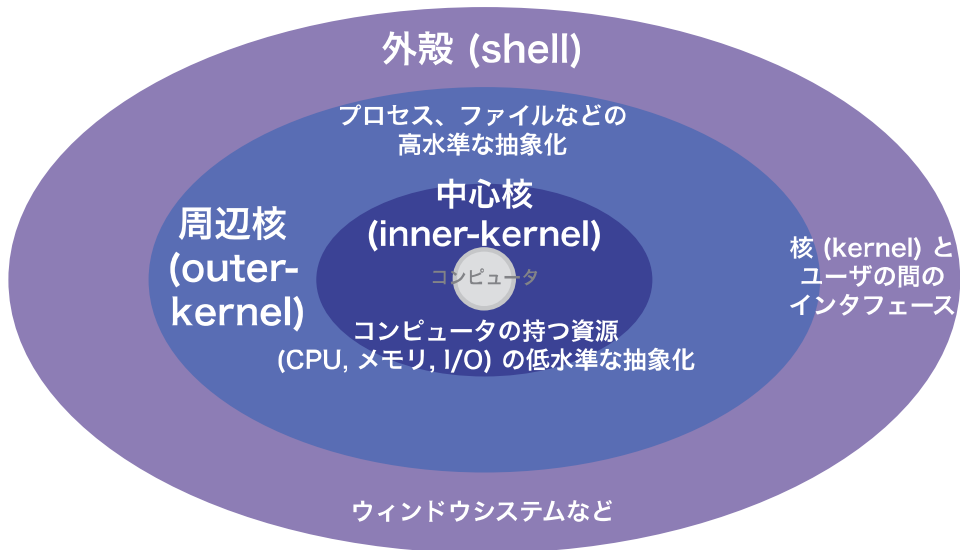 外殻 (shell)
プロセス、ファイルなどの
高水準な抽象化
中心核
(inner-kernel)
周辺核
(outer-
kernel)
コンピュータ
核 (kernel) と
ユーザの間の
インタフェース
コンピュータの持つ資源
(CPU, メモリ, I/O) の低水準な抽象化
ウィンドウシステムなど